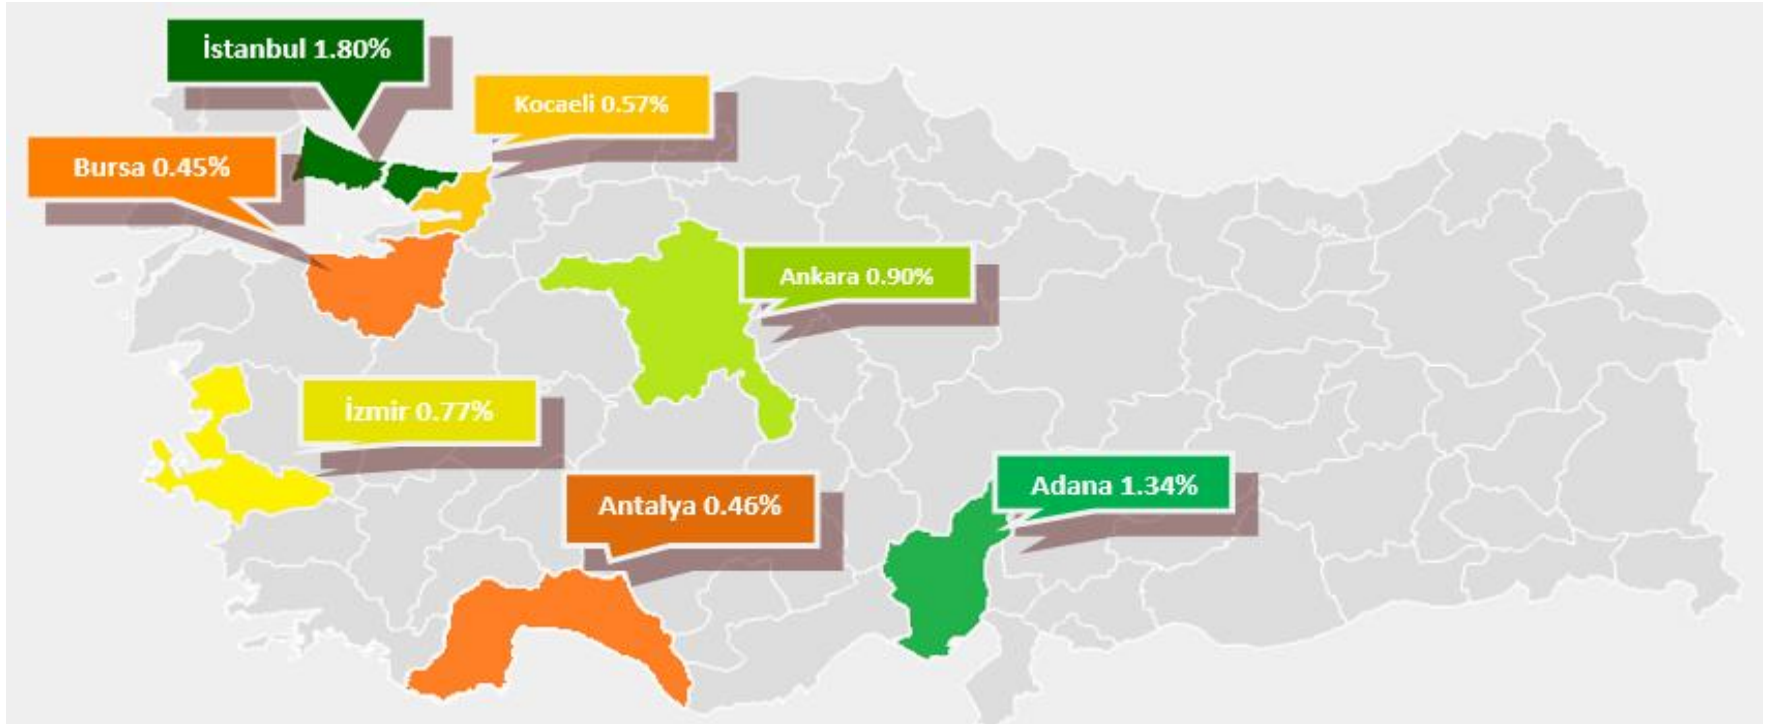 İstanbul 1.80%
Kocaeli 0.57%
Bursa 0.45%
Ankara 0.90%
İzmir 0.77%
Adana 1.34%
Antalya 0.46%